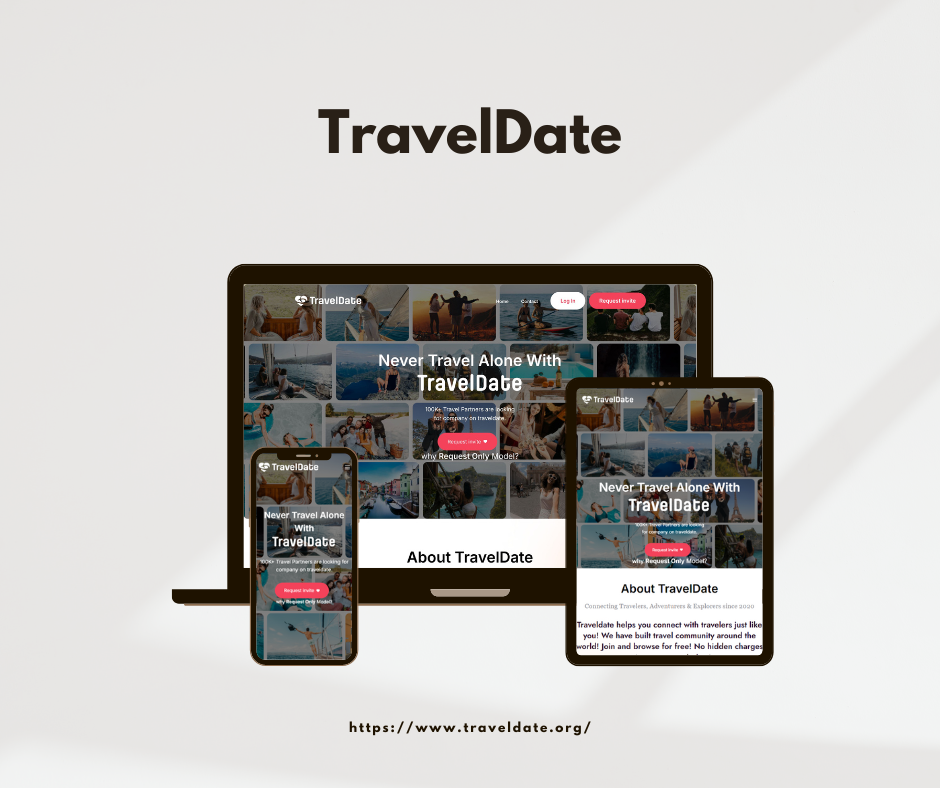 TravelDate
TravelDate
Home
Contact
Log In
Request invite
Never Travel Alone With
TravelDate
100K+ Travel Partners are looking
for company on traveldate.
Request invite
why Request Only Model?
About TravelDate
TravelDate
Never Travel Alone
With
TravelDate
100K+ Travel Partners are looking for
company on traveldate.
Request invite
why Request Only Model?
TravelDate
Never Travel Alone With
TravelDate
100K+ Travel Partners are looking
for company on traveldate.
Request invite
why Request Only Model?
About TravelDate
Connecting Travelers, Adventurers & Explorers since 2020
Traveldate helps you connect with travelers just like
you! We have built travel community around the
world! Join and browse for free! No hidden charges
https://www.traveldate.org/